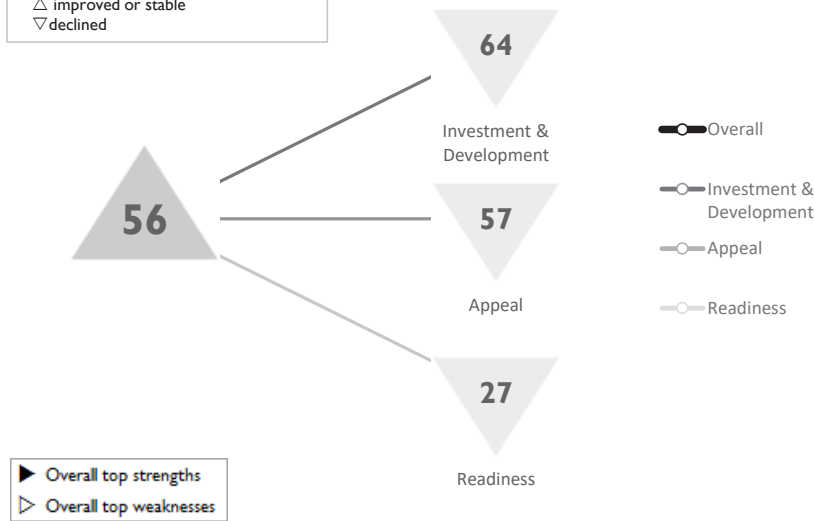 △ improved or stable
▽declined
64
Investment &
Development
56
57
Appeal
27
Readiness
Overall
Investment &
Development
Appeal
Readiness
▶ Overall top strengths
▷ Overall top weaknesses